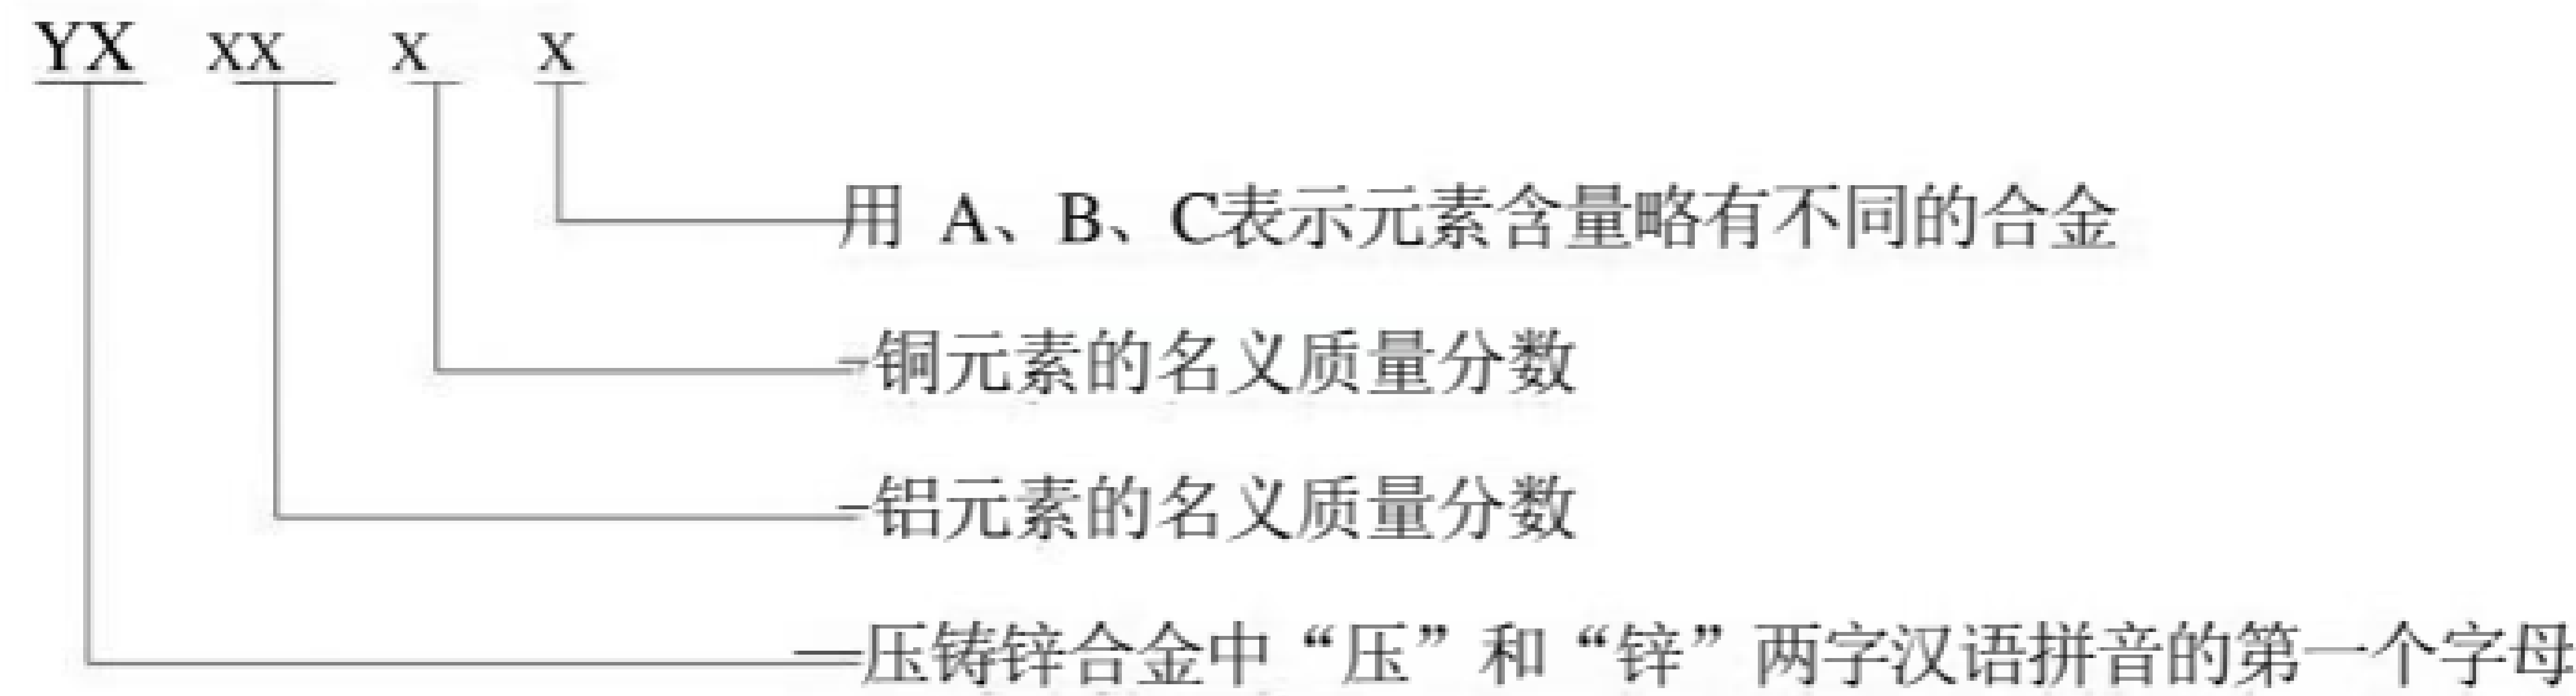 YX XX X X
用 A、B、C表示元素含量略有不同的合金
铜元素的名义质量分数
铝元素的名义质量分数
压铸锌合金中“压”和“锌”两字汉语拼音的第一个字母